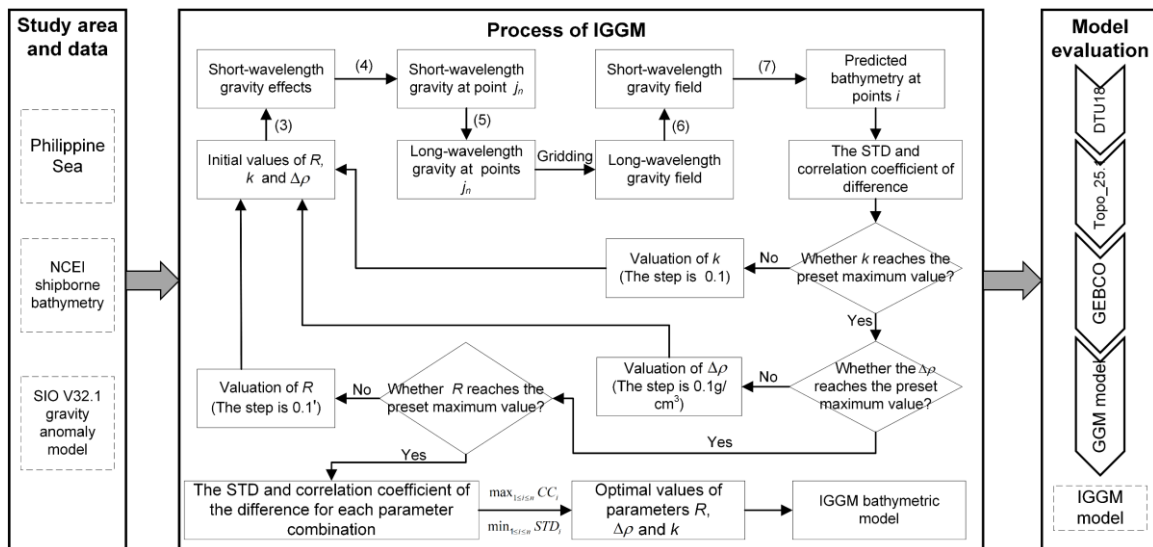 Study area
and data
Philippine
Sea
NCEI
shipborne
bathymetry
SIO V32.1
gravity
anomaly
model
Process of IGGM
Short-wavelength
gravity effects
(4)
Short-wavelength
gravity at point jₙ
Short-wavelength
gravity field
(7)
Predicted
bathymetry at
points i
(3)
(5)
(6)
Initial values of R,
k and Δρ
Long-wavelength
gravity at points
jₙ
Gridding
Long-wavelength
gravity field
The STD and
correlation coefficient of
difference
Valuation of k
(The step is 0.1)
No
Whether k reaches the
preset maximum value?
Yes
Valuation of R
(The step is 0.1')
No
Whether R reaches the
preset maximum value?
Valuation of Δρ
(The step is 0.1g/
cm³)
No
Whether the Δρ
reaches the preset
maximum value?
Yes
Yes
The STD and correlation coefficient of
the difference for each parameter
combination
max₁≤i≤n CCᵢ
min₁≤i≤n STDᵢ
Optimal values of
parameters R,
Δρ and k
IGGM bathymetric
model
Model
evaluation
DTU18
Topo_25.1
GEBCO
GGM model
IGGM
model